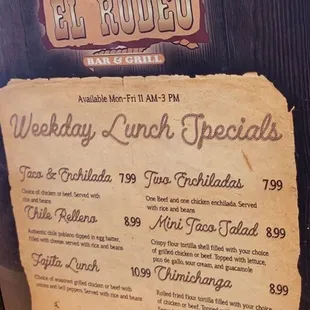 EL RODEO
BAR & GRILL
Available Mon-Fri 11 AM-3 PM
Weekday Lunch Specials
Taco & Enchilada 7.99
Choice of chicken or beef. Served with rice
and beans
Chile Relleno 8.99
Authentic chile poblano dipped in egg batter,
filled with cheese served with rice and beans
Fajita Lunch 10.99
Choice of seasoned grilled chicken or beef with
onions and bell peppers. Served with rice and beans
Two Enchiladas 7.99
One Beef and one chicken enchilada. Served
with rice and beans
Mini Taco Salad 8.99
Crispy flour tortilla shell filled with your choice
of grilled chicken or beef. Topped with lettuce,
pico de gallo, sour cream, and guacamole
Chimichanga 8.99
Rolled fried flour tortilla filled with your choice
of chicken or beef. Topped